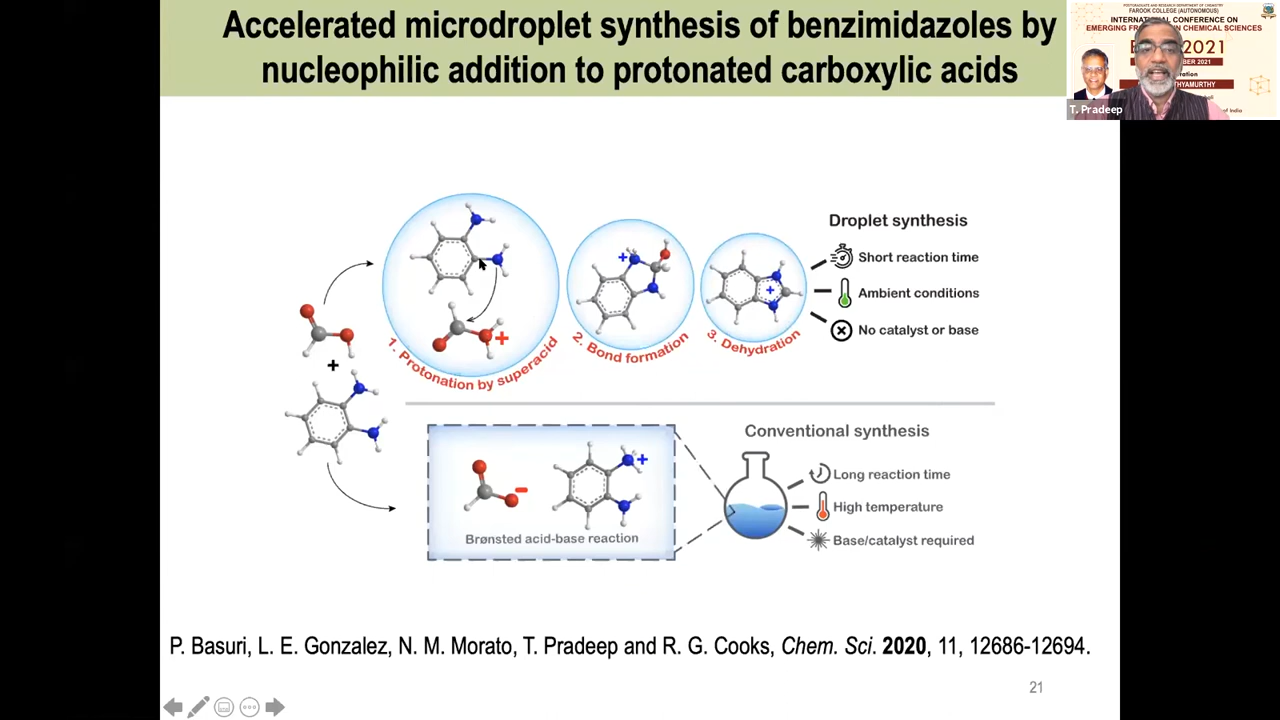 Accelerated microdroplet synthesis of benzimidazoles by
nucleophilic addition to protonated carboxylic acids
FAROOK COLLEGE (AUTONOMOUS)
INTERNATIONAL CONFERENCE ON
2021
T. Pradeep
1. Protonation by superacid
2. Bond formation
3. Dehydration
Droplet synthesis
Short reaction time
Ambient conditions
No catalyst or base
+
+
+
+
Brønsted acid-base reaction
+
Conventional synthesis
Long reaction time
High temperature
Base/catalyst required
P. Basuri, L. E. Gonzalez, N. M. Morato, T. Pradeep and R. G. Cooks, Chem. Sci. 2020, 11, 12686-12694.
21